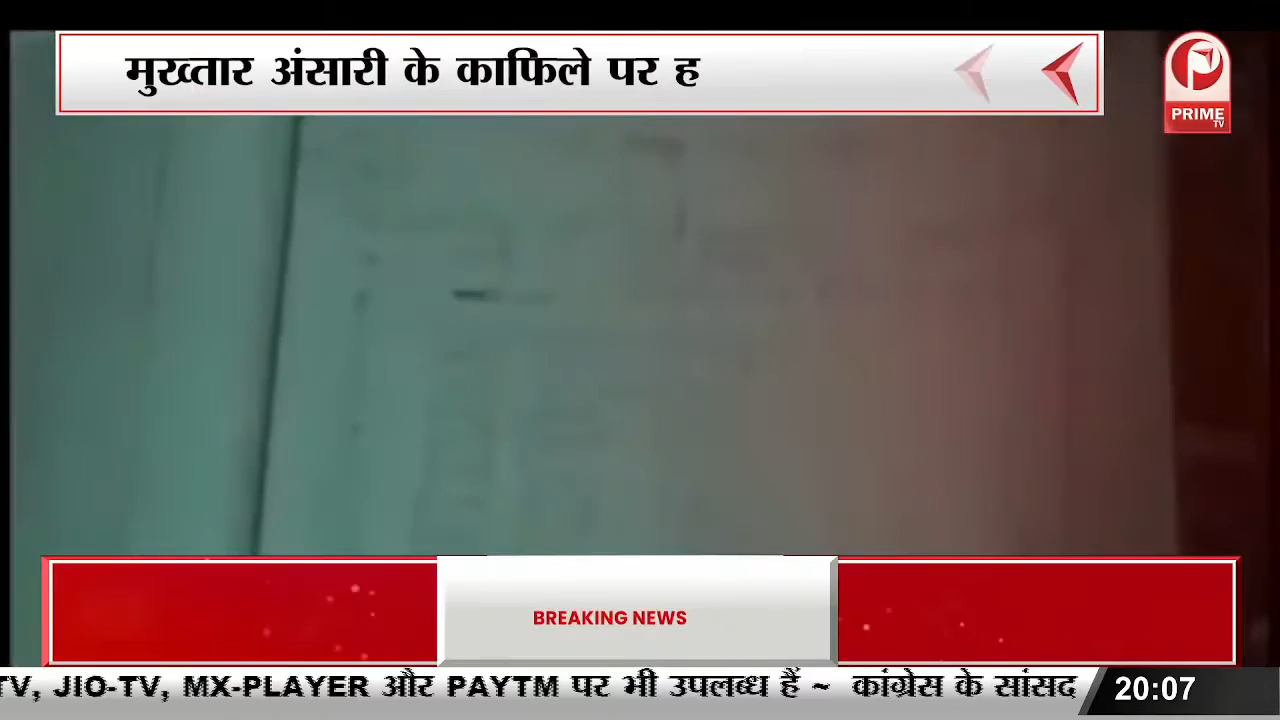 मुख्तार अंसारी के काफिले पर ह
PRIME
TV
BREAKING NEWS
TV, JIO-TV, MX-PLAYER और PAYTM पर भी उपलब्ध हैं ~ कांग्रेस के सांसद
20:07